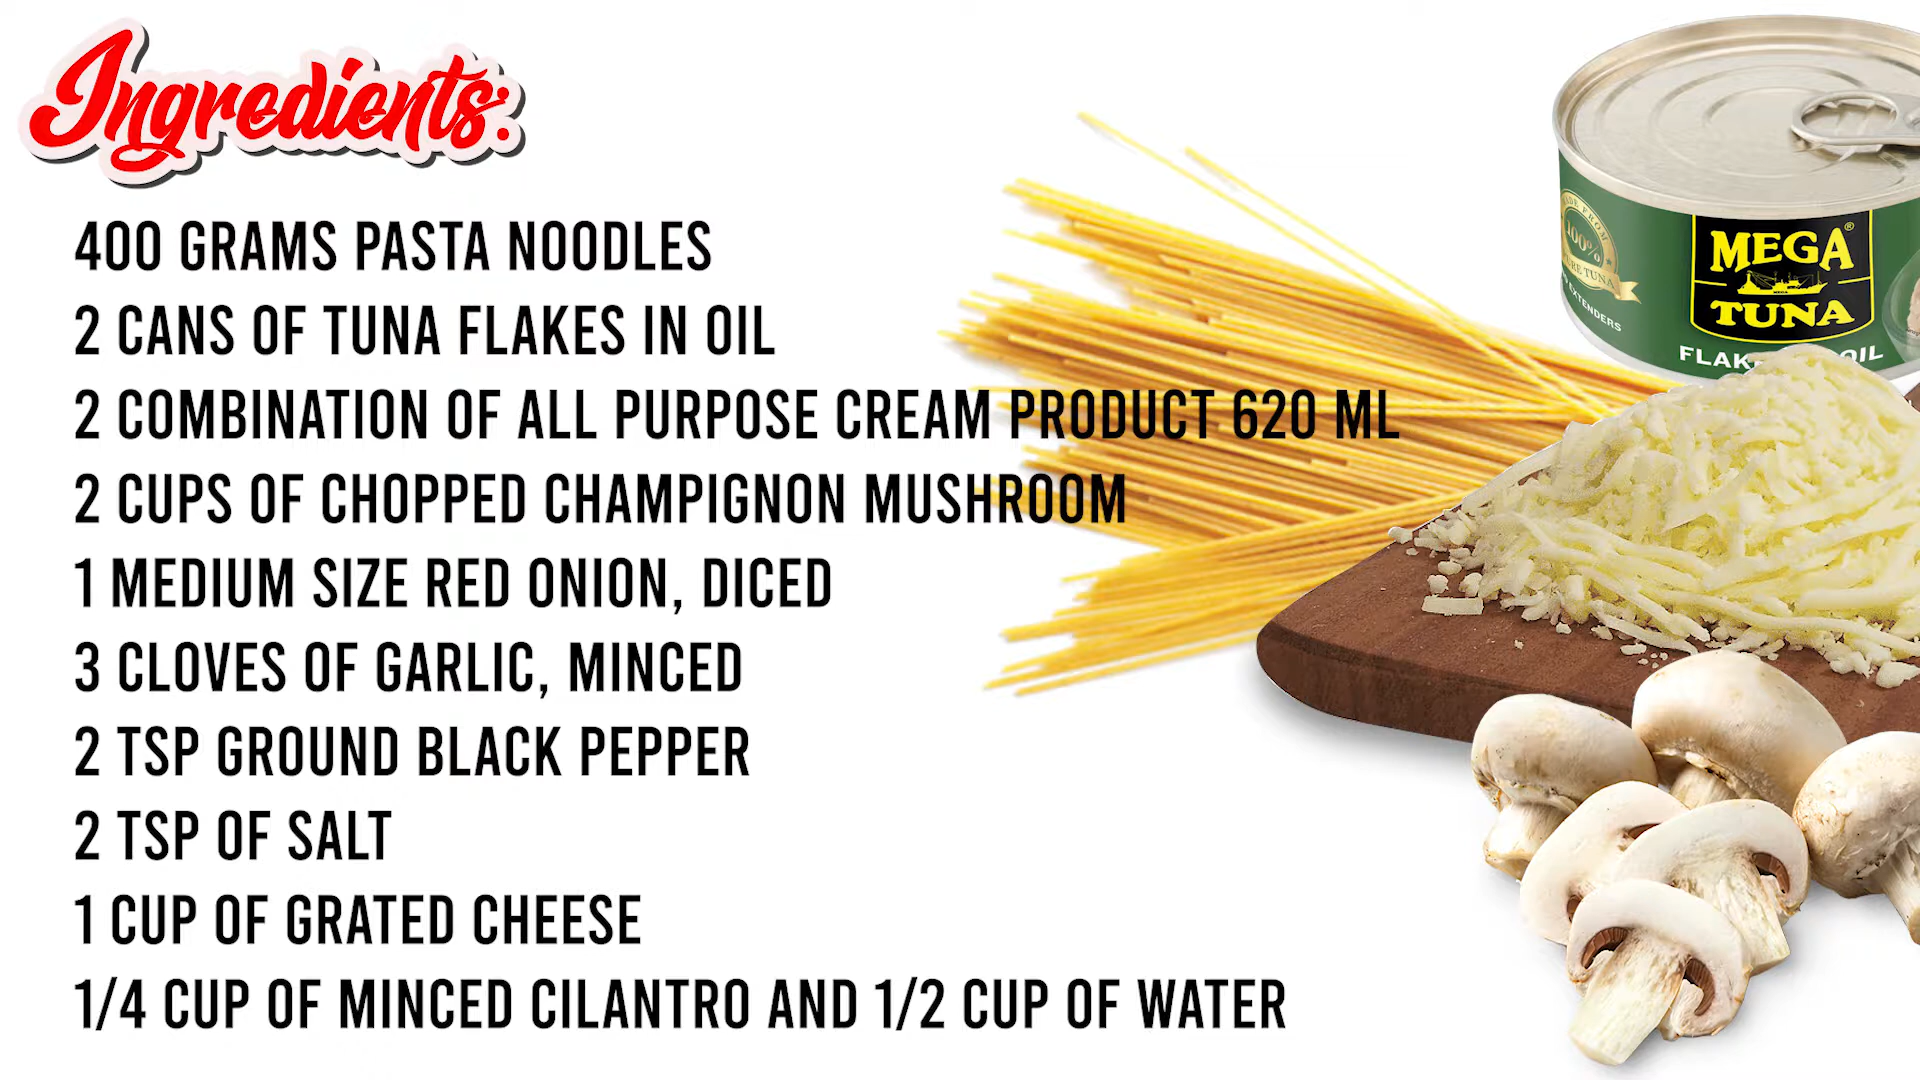 Ingredients:
400 GRAMS PASTA NOODLES
2 CANS OF TUNA FLAKES IN OIL
2 COMBINATION OF ALL PURPOSE CREAM PRODUCT 620 ML
2 CUPS OF CHOPPED CHAMPIGNON MUSHROOM
1 MEDIUM SIZE RED ONION, DICED
3 CLOVES OF GARLIC, MINCED
2 TSP GROUND BLACK PEPPER
2 TSP OF SALT
1 CUP OF GRATED CHEESE
1/4 CUP OF MINCED CILANTRO AND 1/2 CUP OF WATER
MEGA®
TUNA
100%
TUNA
EXTENDERS